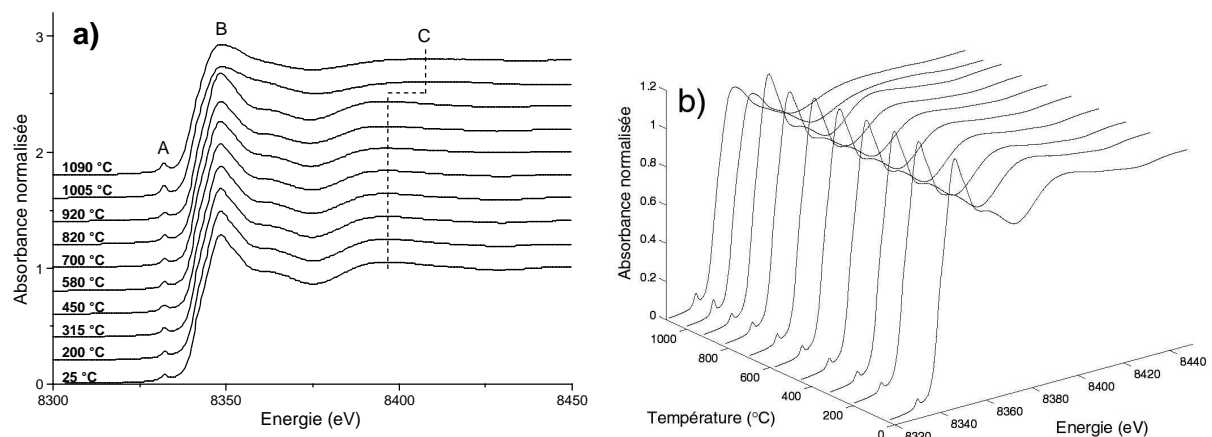 a)
A
B
C
3
2
1
0
1090 °C
1005 °C
920 °C
820 °C
700 °C
580 °C
450 °C
315 °C
200 °C
25 °C
8300
8350
8400
8450
Energie (eV)
Absorbance normalisée
b)
1.2
1
0.8
0.6
0.4
0.2
0
Absorbance normalisée
1000
800
600
400
200
0
Température (°C)
8320
8340
8360
8380
8400
8420
8440
Energie (eV)